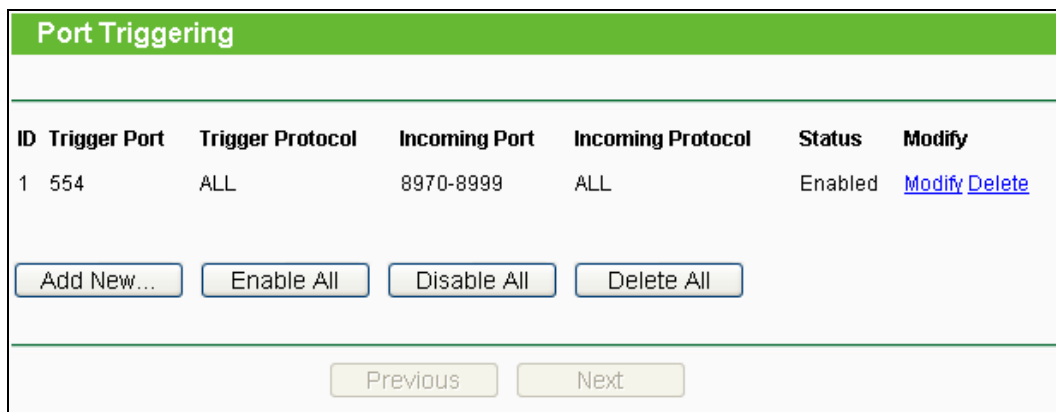 Port Triggering
ID Trigger Port Trigger Protocol Incoming Port Incoming Protocol Status Modify
1 554 ALL 8970-8999 ALL Enabled Modify Delete
Add New... Enable All Disable All Delete All
Previous Next